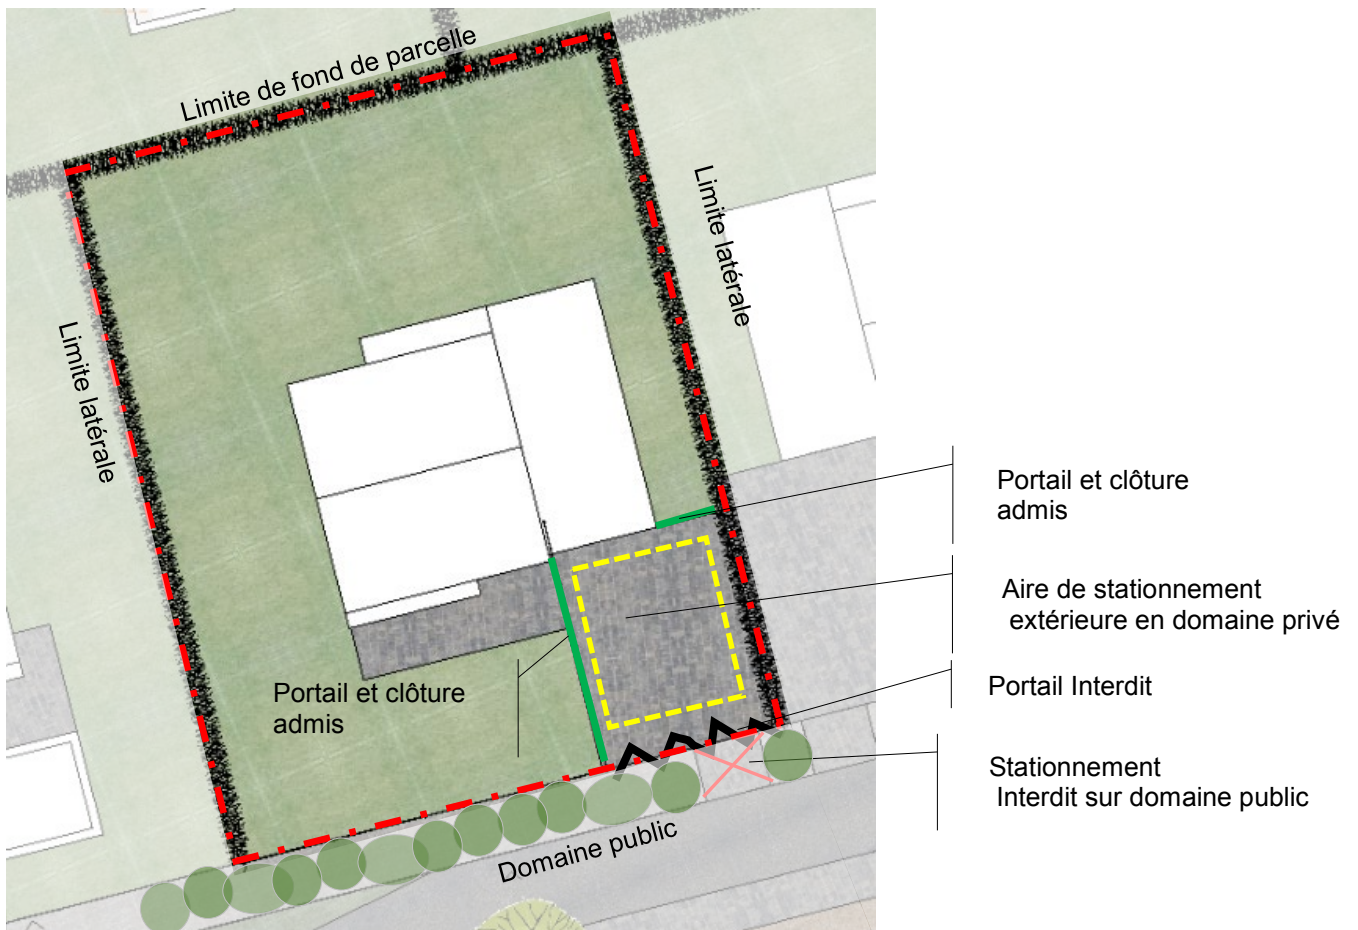 Limite de fond de parcelle
Limite latérale
Limite latérale
Portail et clôture
admis
Aire de stationnement
extérieure en domaine privé
Portail et clôture
admis
Portail Interdit
Stationnement
Interdit sur domaine public
Domaine public